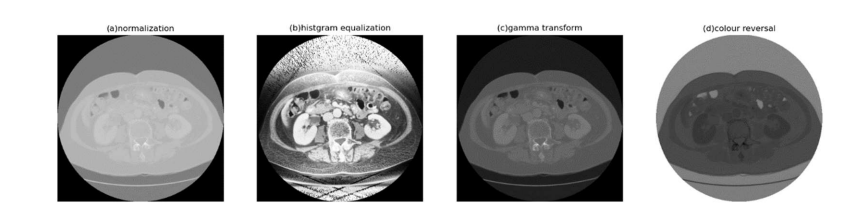 (a)normalization
(b)histgram equalization
(c)gamma transform
(d)colour reversal